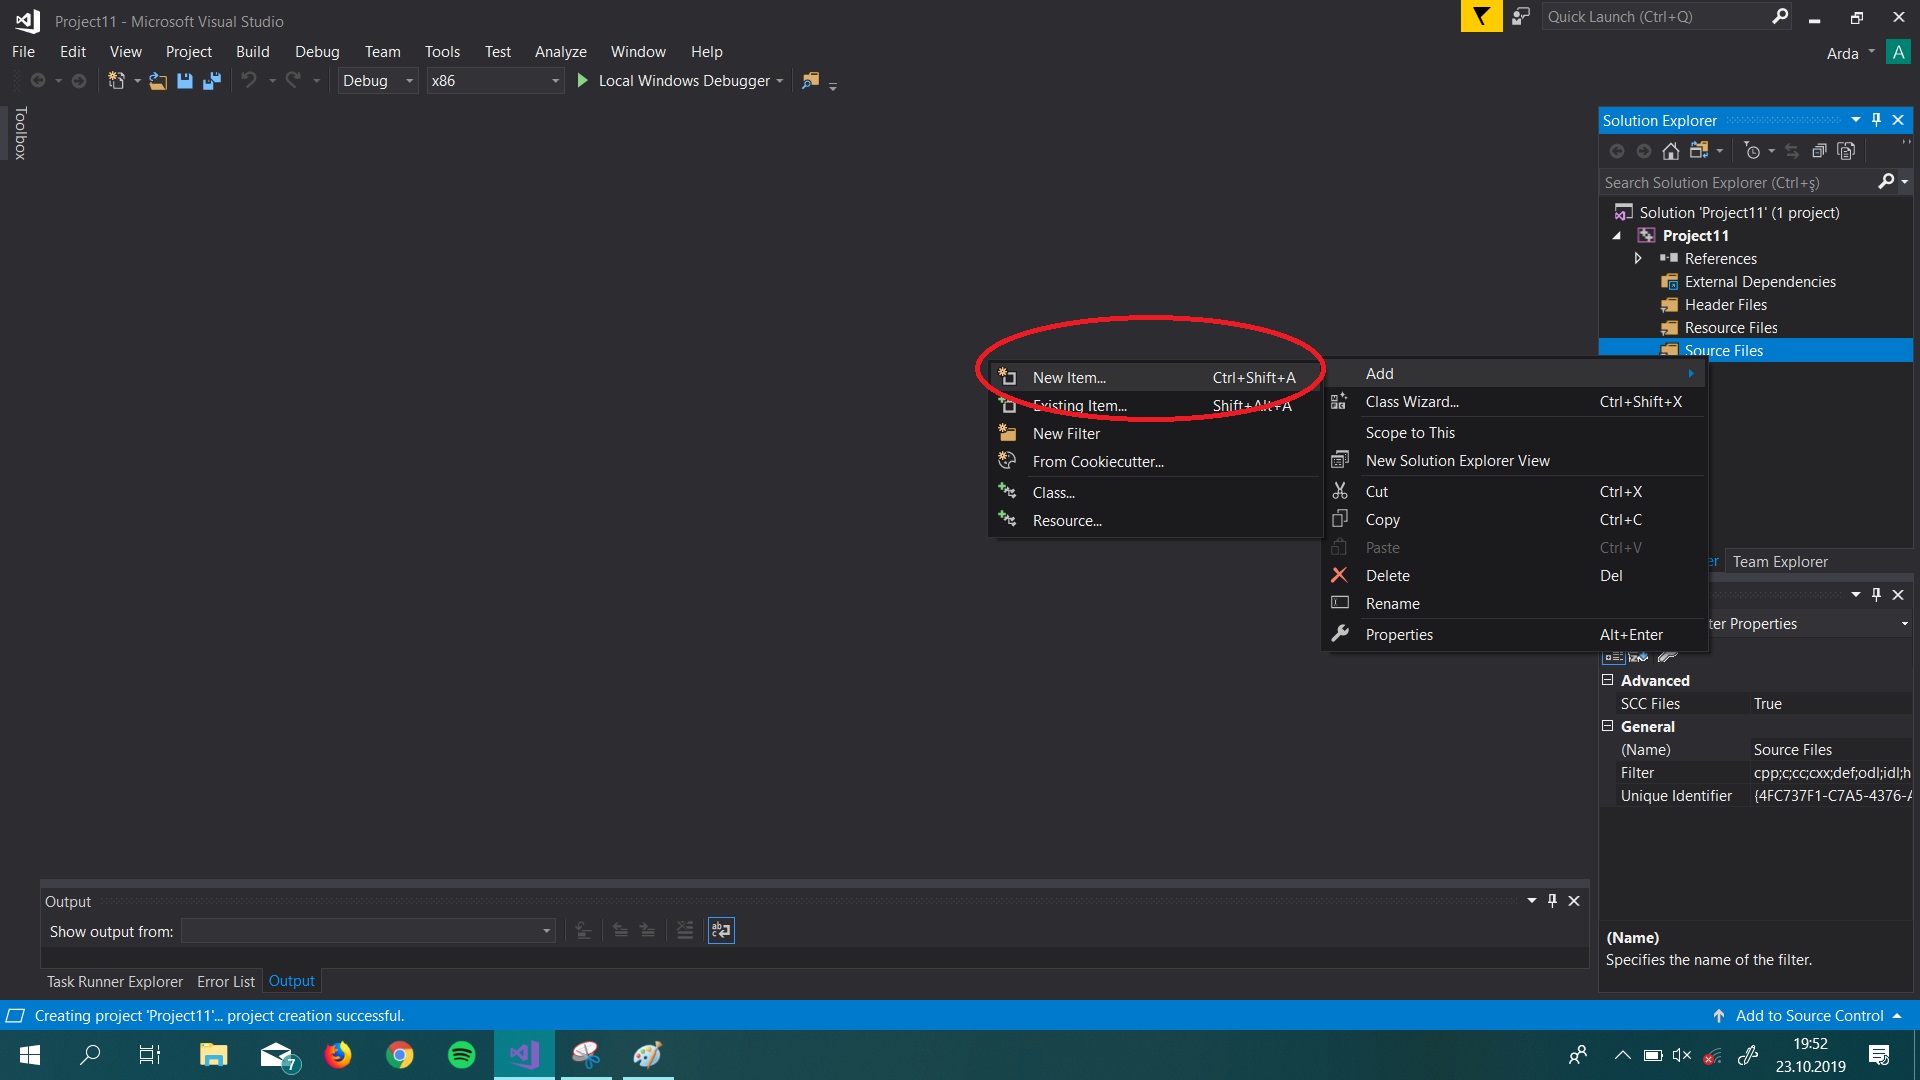 Project11 - Microsoft Visual Studio
Quick Launch (Ctrl+Q)
File Edit View Project Build Debug Team Tools Test Analyze Window Help
Arda A
Debug x86 Local Windows Debugger
Toolbox
Solution Explorer
Search Solution Explorer (Ctrl+ş)
Solution 'Project11' (1 project)
Project11
References
External Dependencies
Header Files
Resource Files
Source Files
New Item... Ctrl+Shift+A
Existing Item... Shift+Alt+A
New Filter
From Cookiecutter...
Class...
Resource...
Add
Class Wizard... Ctrl+Shift+X
Scope to This
New Solution Explorer View
Cut Ctrl+X
Copy Ctrl+C
Paste Ctrl+V
Delete Del
Rename
Properties Alt+Enter
er Team Explorer
ter Properties
Advanced
SCC Files True
General
(Name) Source Files
Filter cpp;c;cc;cxx;def;odl;idl;h
Unique Identifier {4FC737F1-C7A5-4376-A
(Name)
Specifies the name of the filter.
Output
Show output from:
Task Runner Explorer Error List Output
Creating project 'Project11'... project creation successful.
Add to Source Control
7
19:52
23.10.2019